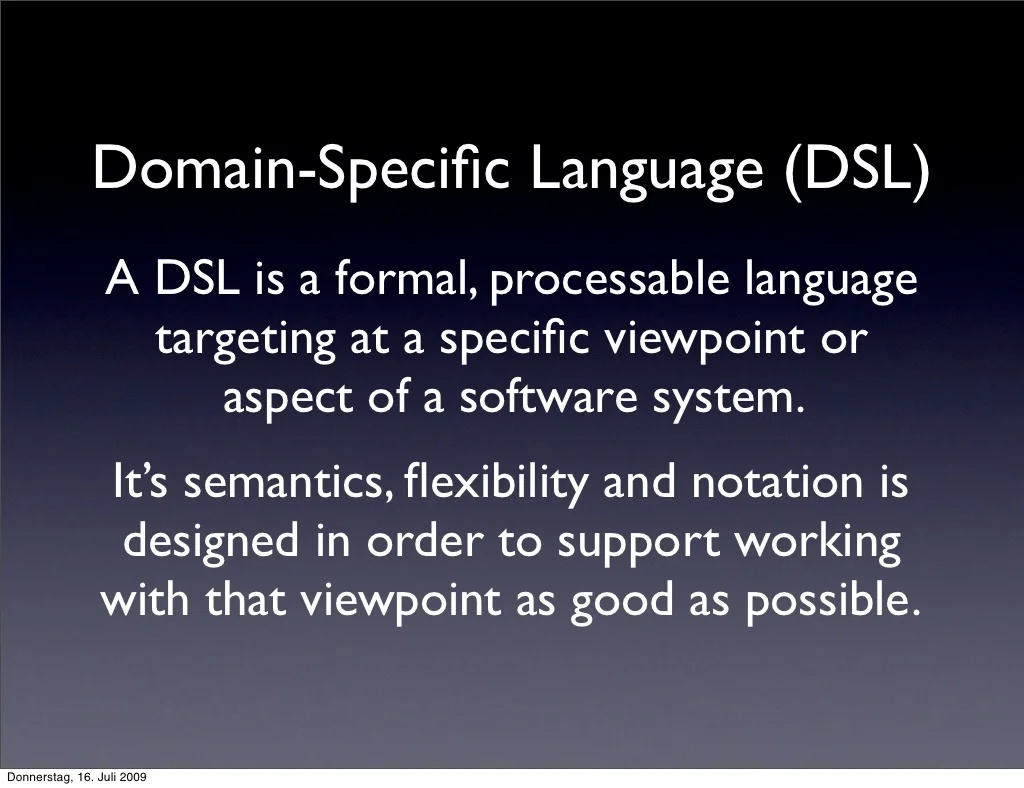 Domain-Specific Language (DSL)
A DSL is a formal, processable language
targeting at a specific viewpoint or
aspect of a software system.
It’s semantics, flexibility and notation is
designed in order to support working
with that viewpoint as good as possible.
Donnerstag, 16. Juli 2009